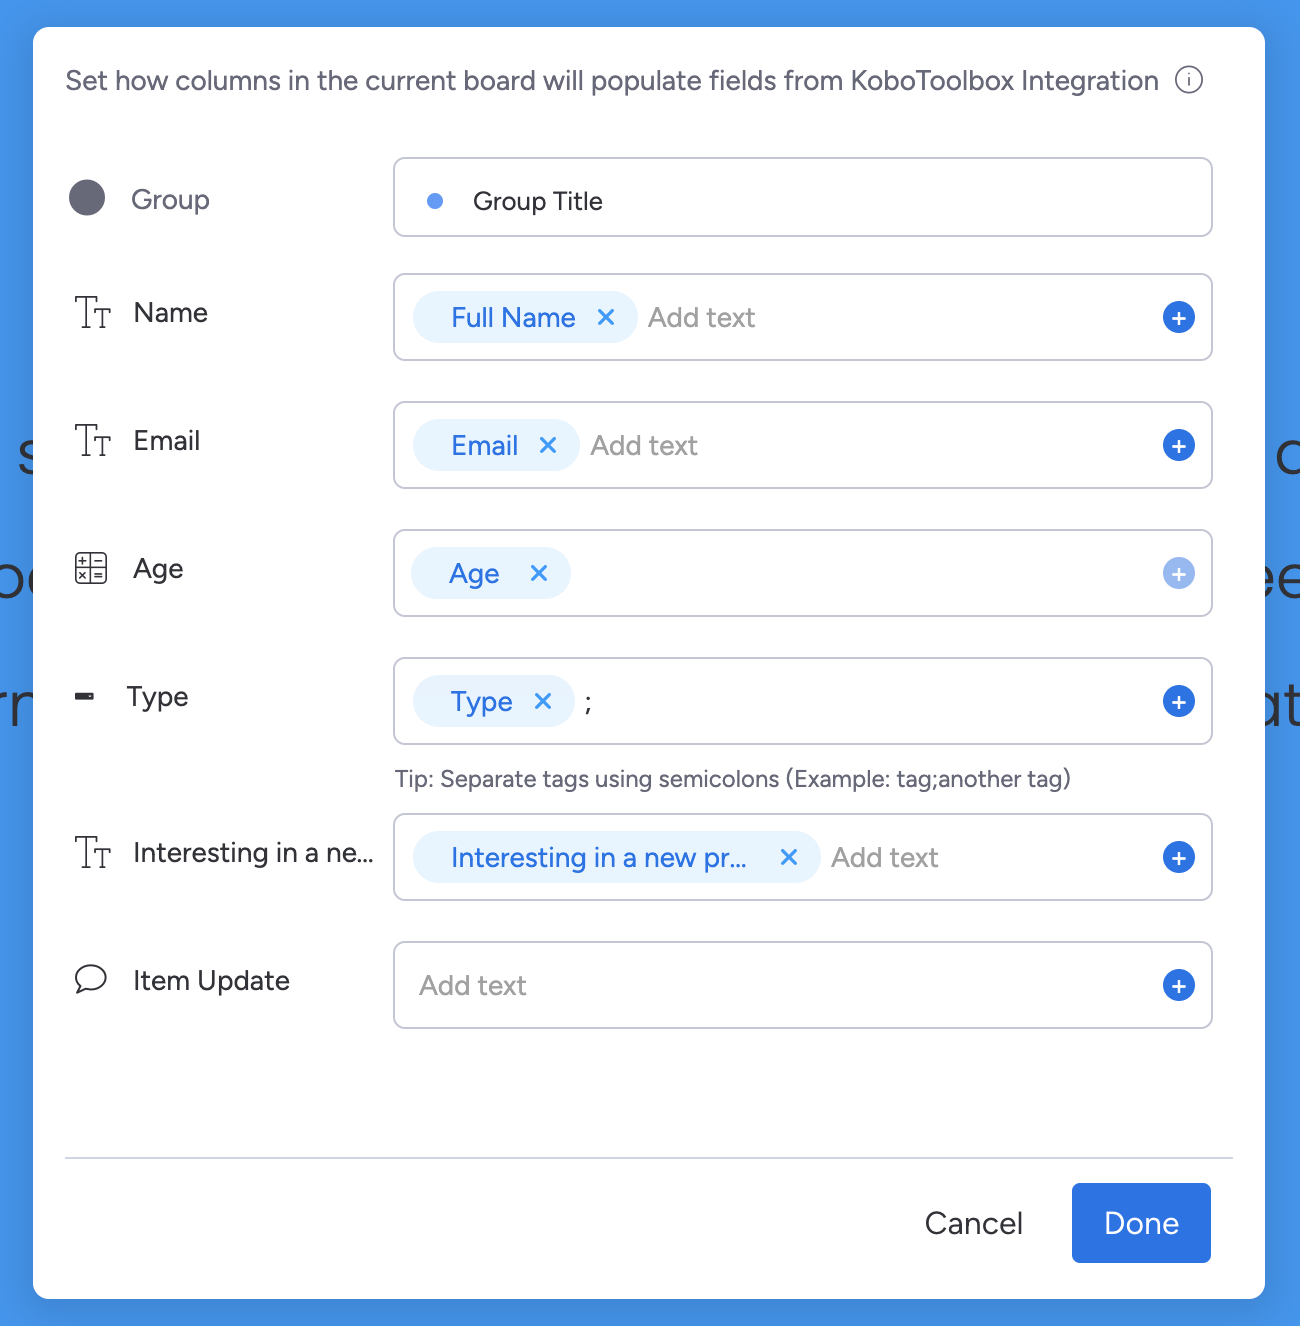 Set how columns in the current board will populate fields from KoboToolbox Integration
Group
Group Title
Name
Full Name Add text
Email
Email Add text
Age
Age
Type
Type ;
Tip: Separate tags using semicolons (Example: tag;another tag)
Interesting in a ne...
Interesting in a new pr... Add text
Item Update
Add text
Cancel Done